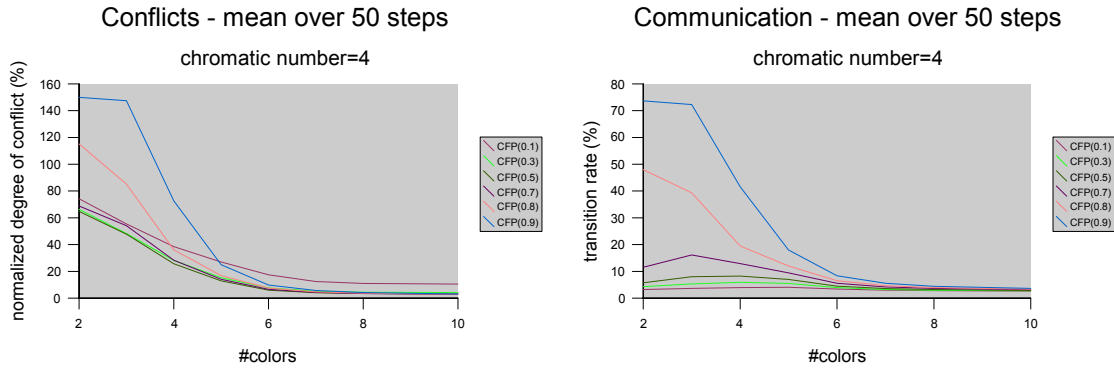 Conflicts - mean over 50 steps
chromatic number=4
normalized degree of conflict (%)
160
140
120
100
80
60
40
20
0
2
4
6
8
10
#colors
CFP(0.1)
CFP(0.3)
CFP(0.5)
CFP(0.7)
CFP(0.8)
CFP(0.9)
Communication - mean over 50 steps
chromatic number=4
transition rate (%)
80
70
60
50
40
30
20
10
0
2
4
6
8
10
#colors
CFP(0.1)
CFP(0.3)
CFP(0.5)
CFP(0.7)
CFP(0.8)
CFP(0.9)